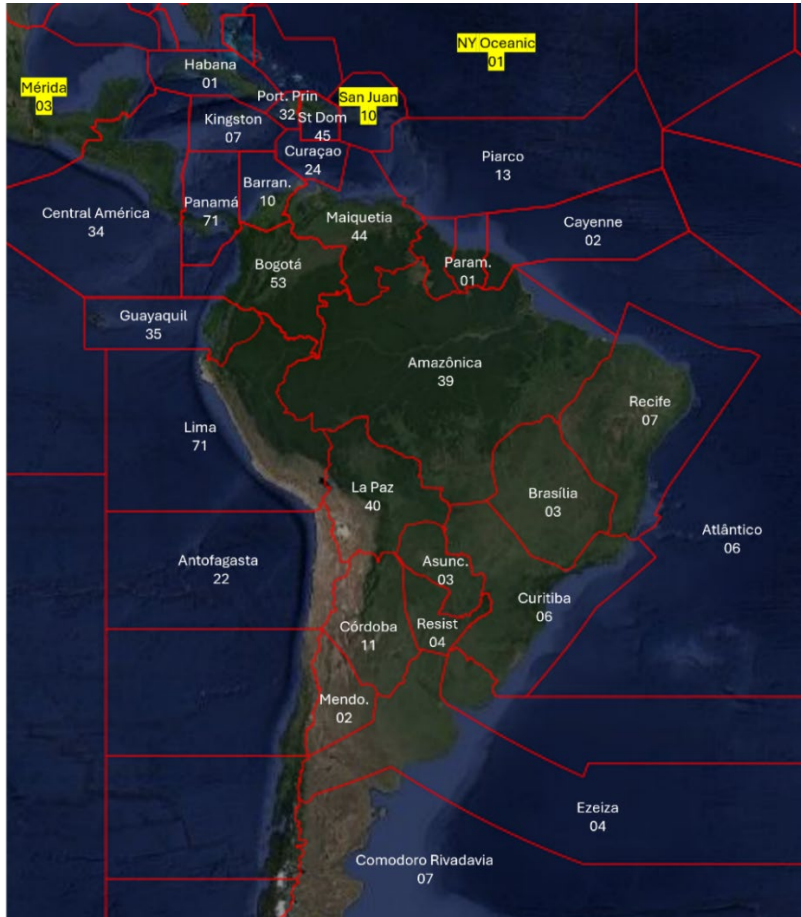 NY Oceanic
01
Habana
01
Mérida
03
Port. Prin
32
San Juan
10
Kingston
07
St Dom
45
Curaçao
24
Piarco
13
Barran.
10
Panamá
71
Central América
34
Maiquetia
44
Cayenne
02
Bogotá
53
Param.
01
Guayaquil
35
Amazônica
39
Recife
07
Lima
71
La Paz
40
Brasília
03
Atlântico
06
Antofagasta
22
Asunc.
03
Curitiba
06
Córdoba
11
Resist
04
Mendo.
02
Ezeiza
04
Comodoro Rivadavia
07